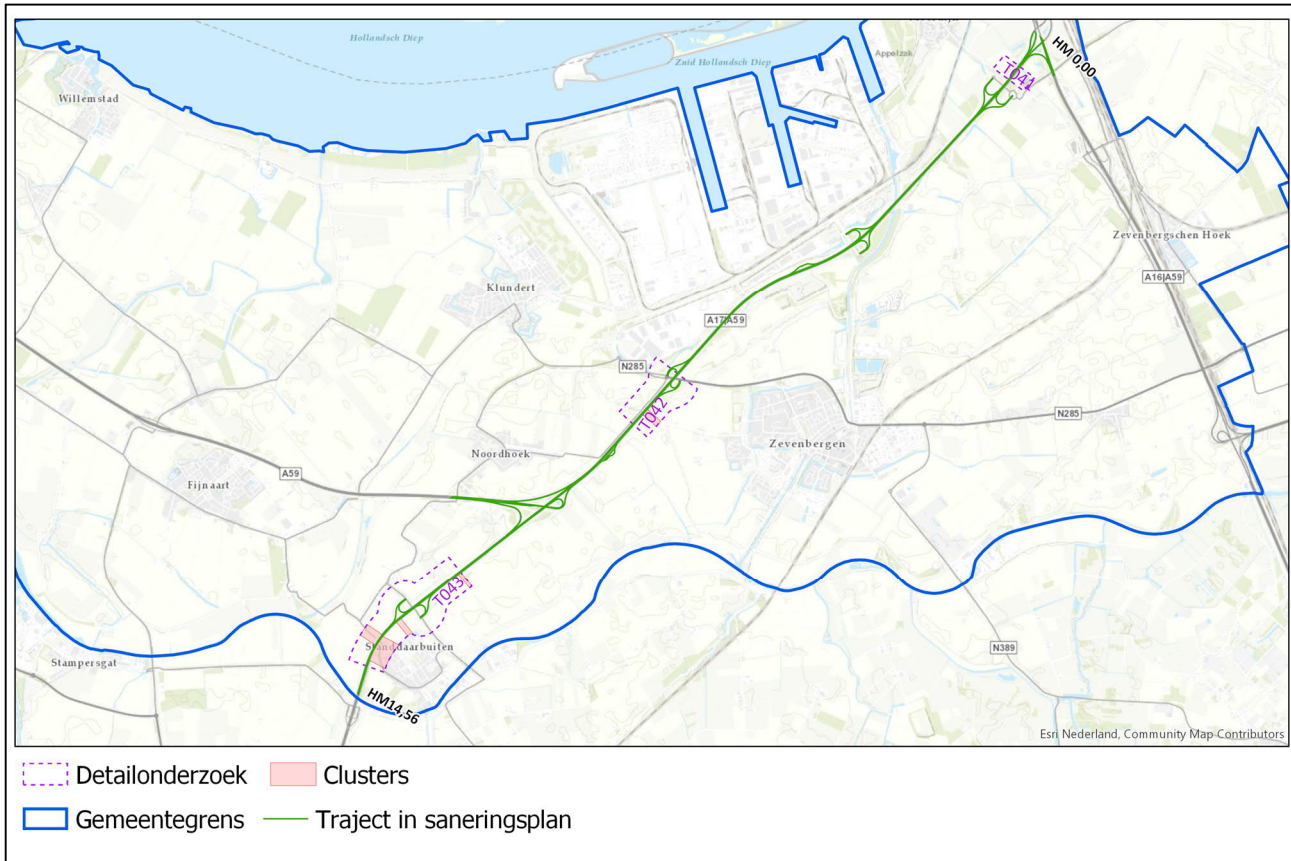 Hollandsch Diep
Zuid Hollandsch Diep
Appelzak
HM 0,00
T041
Willemstad
Zevenbergschen Hoek
A16|A59
Klundert
A17|A59
N285
T042
N285
Zevenbergen
Noordhoek
A59
Fijnaart
T043
Standdaarbuiten
Stampersgat
N389
HM14,56
Esri Nederland, Community Map Contributors
Detailonderzoek
Clusters
Gemeentegrens
Traject in saneringsplan